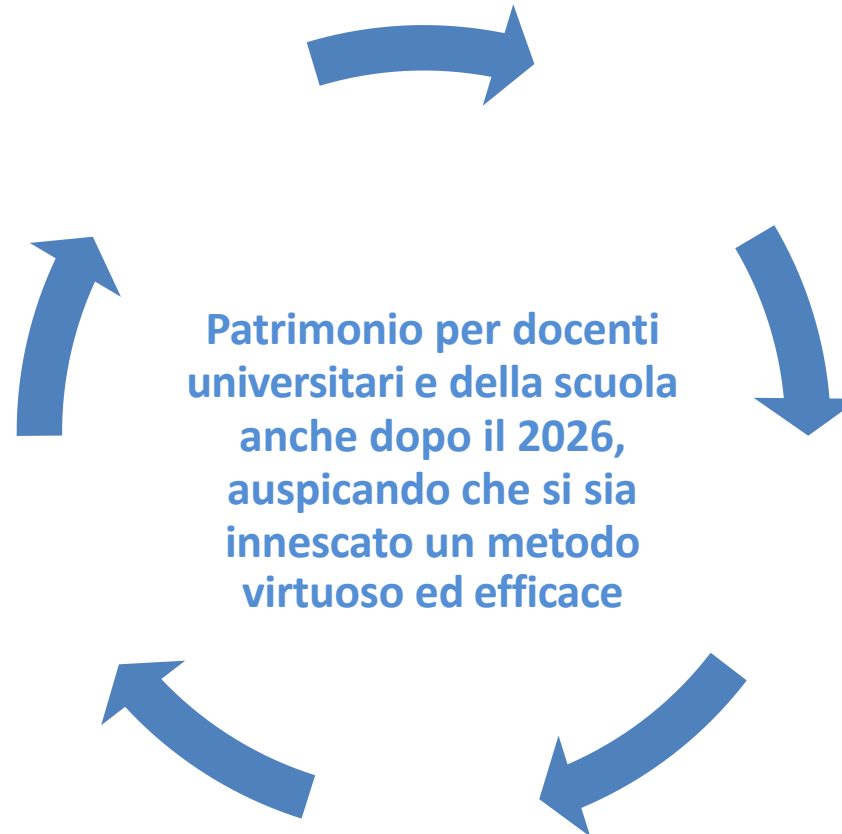 Patrimonio per docenti
universitari e della scuola
anche dopo il 2026,
auspicando che si sia
innescato un metodo
virtuoso ed efficace